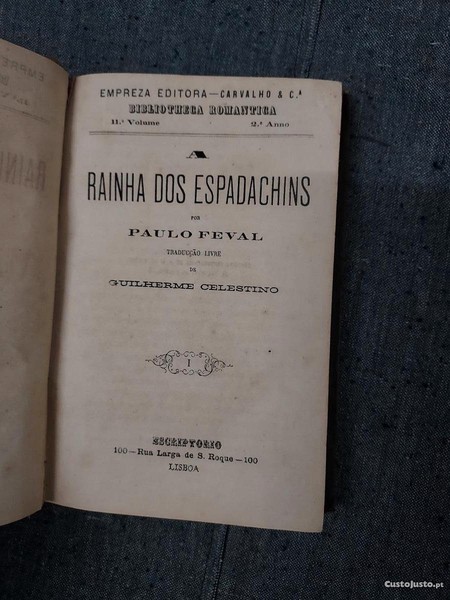 EMPREZA EDITORA—CARVALHO & C.ª
BIBLIOTHECA ROMANTICA
11.º Volume 2.º Anno
A
RAINHA DOS ESPADACHINS
POR
PAULO FEVAL
TRADUCÇÃO LIVRE
DE
GUILHERME CELESTINO
I
ESCRIPTORIO
100—Rua Larga de S. Roque—100
LISBOA
CustoJusto.pt